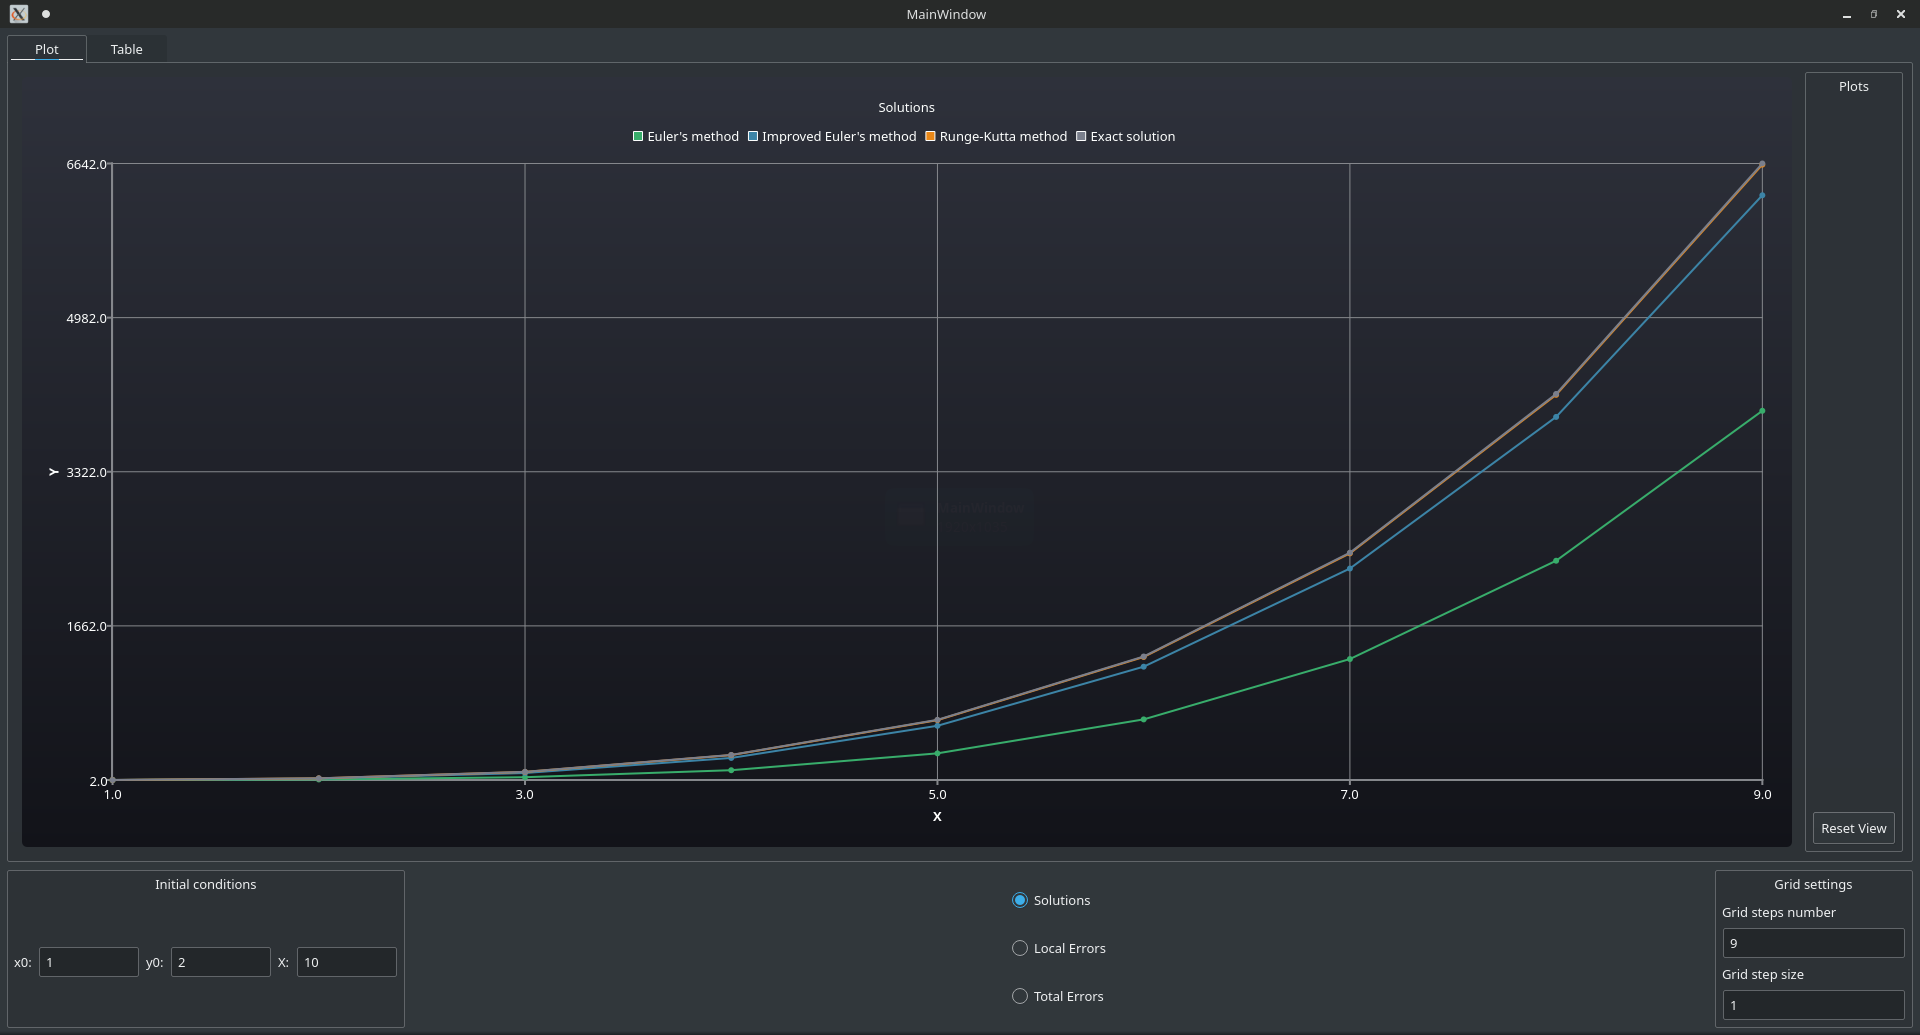 MainWindow
Plot Table
Plots
Solutions
Euler's method Improved Euler's method Runge-Kutta method Exact solution
6642.0
4982.0
Y 3322.0
MainWindow
1662.0
2.0
1.0 3.0 5.0 7.0 9.0
X
Reset View
Initial conditions
x0: 1 y0: 2 X: 10
Solutions
Local Errors
Total Errors
Grid settings
Grid steps number
9
Grid step size
1